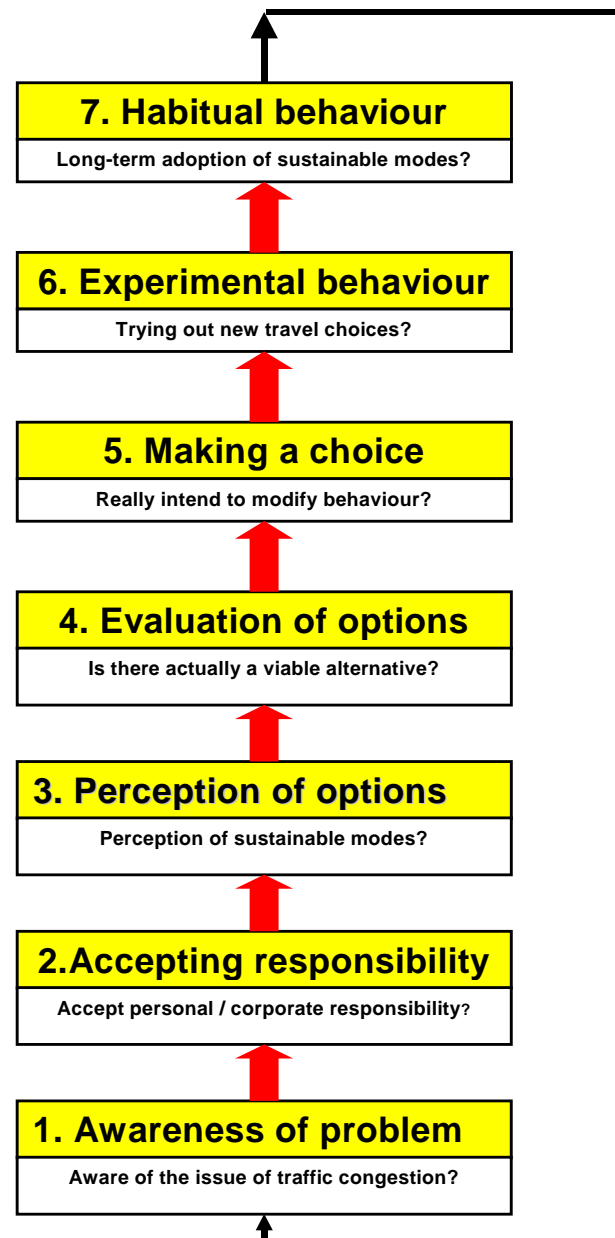 7. Habitual behaviour
Long-term adoption of sustainable modes?
6. Experimental behaviour
Trying out new travel choices?
5. Making a choice
Really intend to modify behaviour?
4. Evaluation of options
Is there actually a viable alternative?
3. Perception of options
Perception of sustainable modes?
2.Accepting responsibility
Accept personal / corporate responsibility?
1. Awareness of problem
Aware of the issue of traffic congestion?